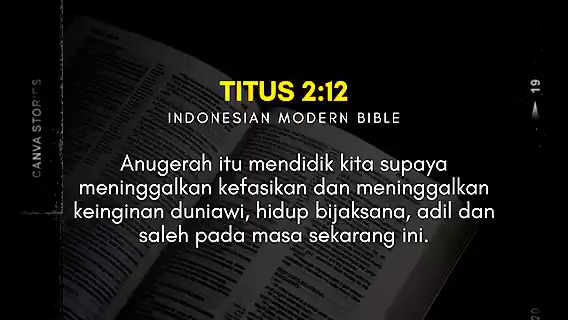 TITUS 2:12
INDONESIAN MODERN BIBLE
Anugerah itu mendidik kita supaya
meninggalkan kefasikan dan meninggalkan
keinginan duniawi, hidup bijaksana, adil dan
saleh pada masa sekarang ini.
CANVA STORIES
19
20